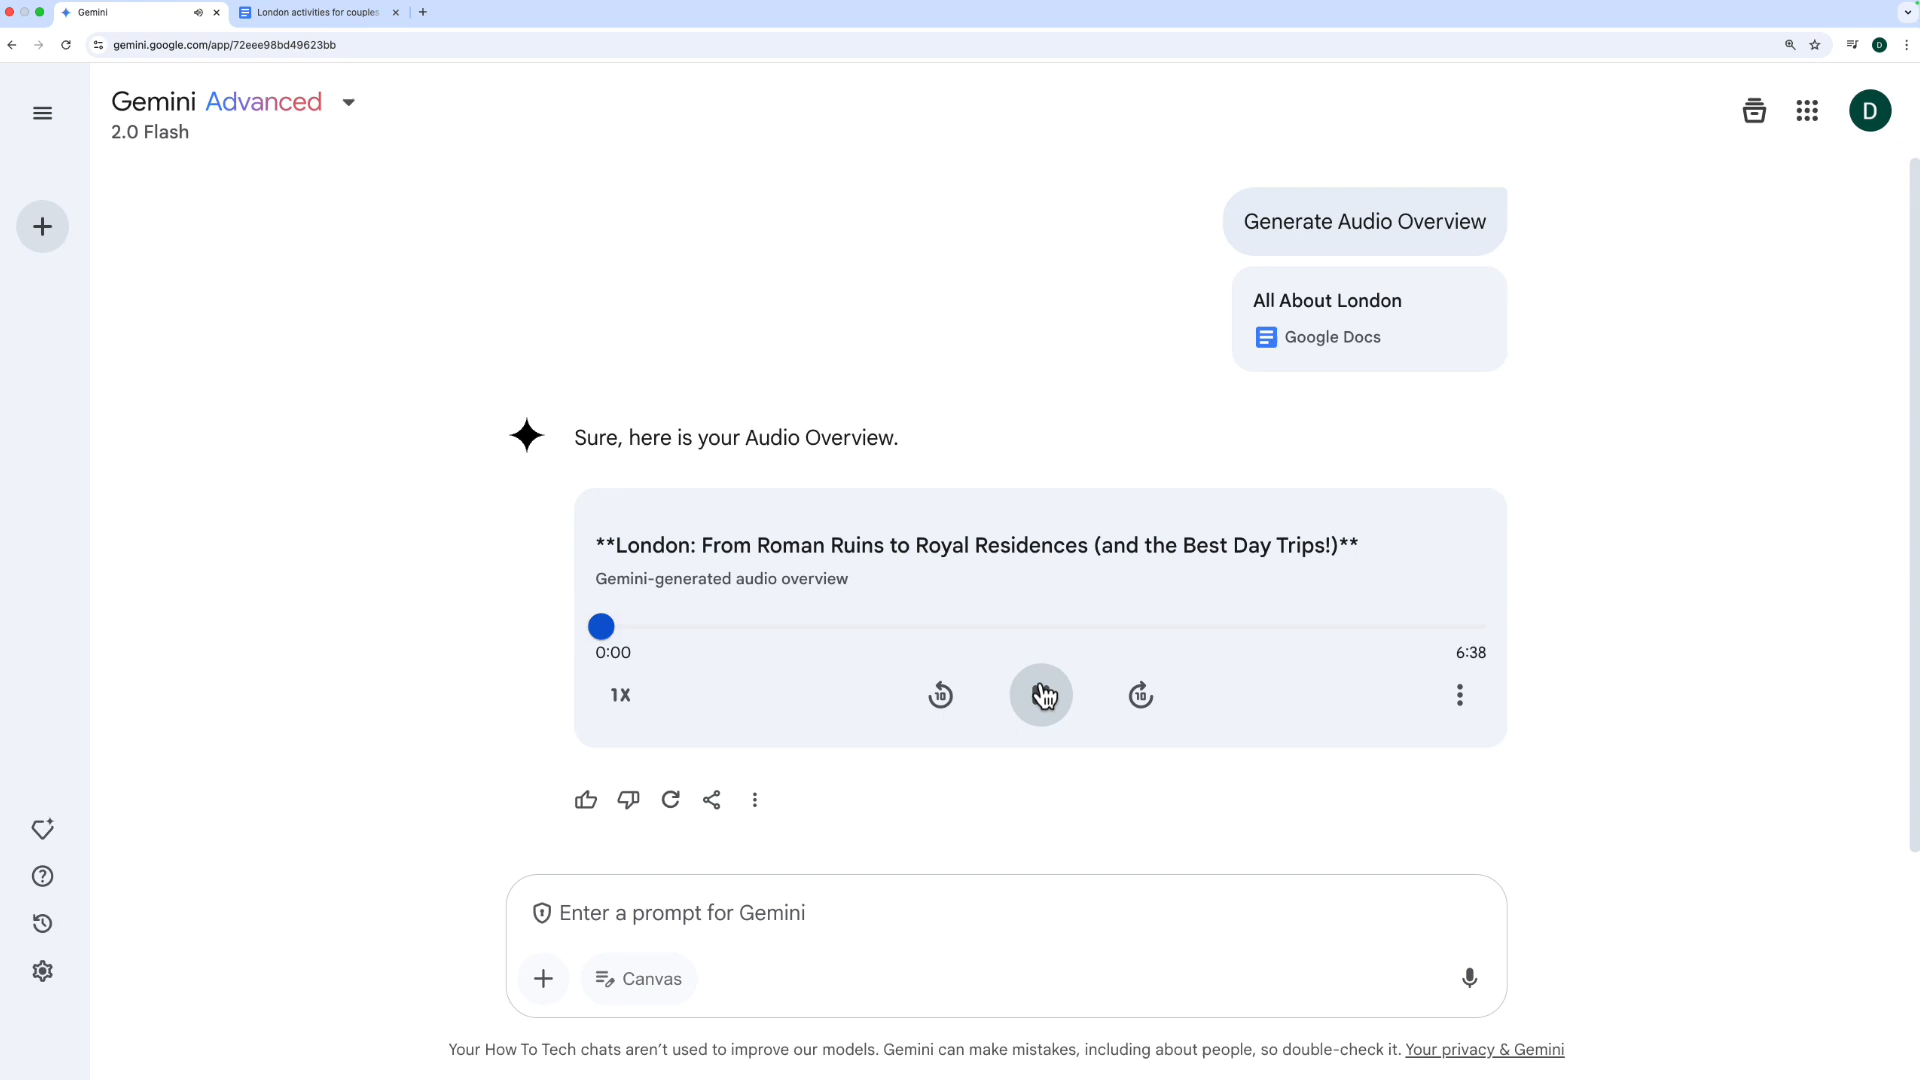 Gemini
London activities for couples
gemini.google.com/app/72eee98bd49623bb
D
Gemini Advanced
2.0 Flash
D
Generate Audio Overview
All About London
Google Docs
Sure, here is your Audio Overview.
**London: From Roman Ruins to Royal Residences (and the Best Day Trips!)**
Gemini-generated audio overview
0:00
6:38
1X
10
10
Enter a prompt for Gemini
Canvas
Your How To Tech chats aren't used to improve our models. Gemini can make mistakes, including about people, so double-check it. Your privacy & Gemini